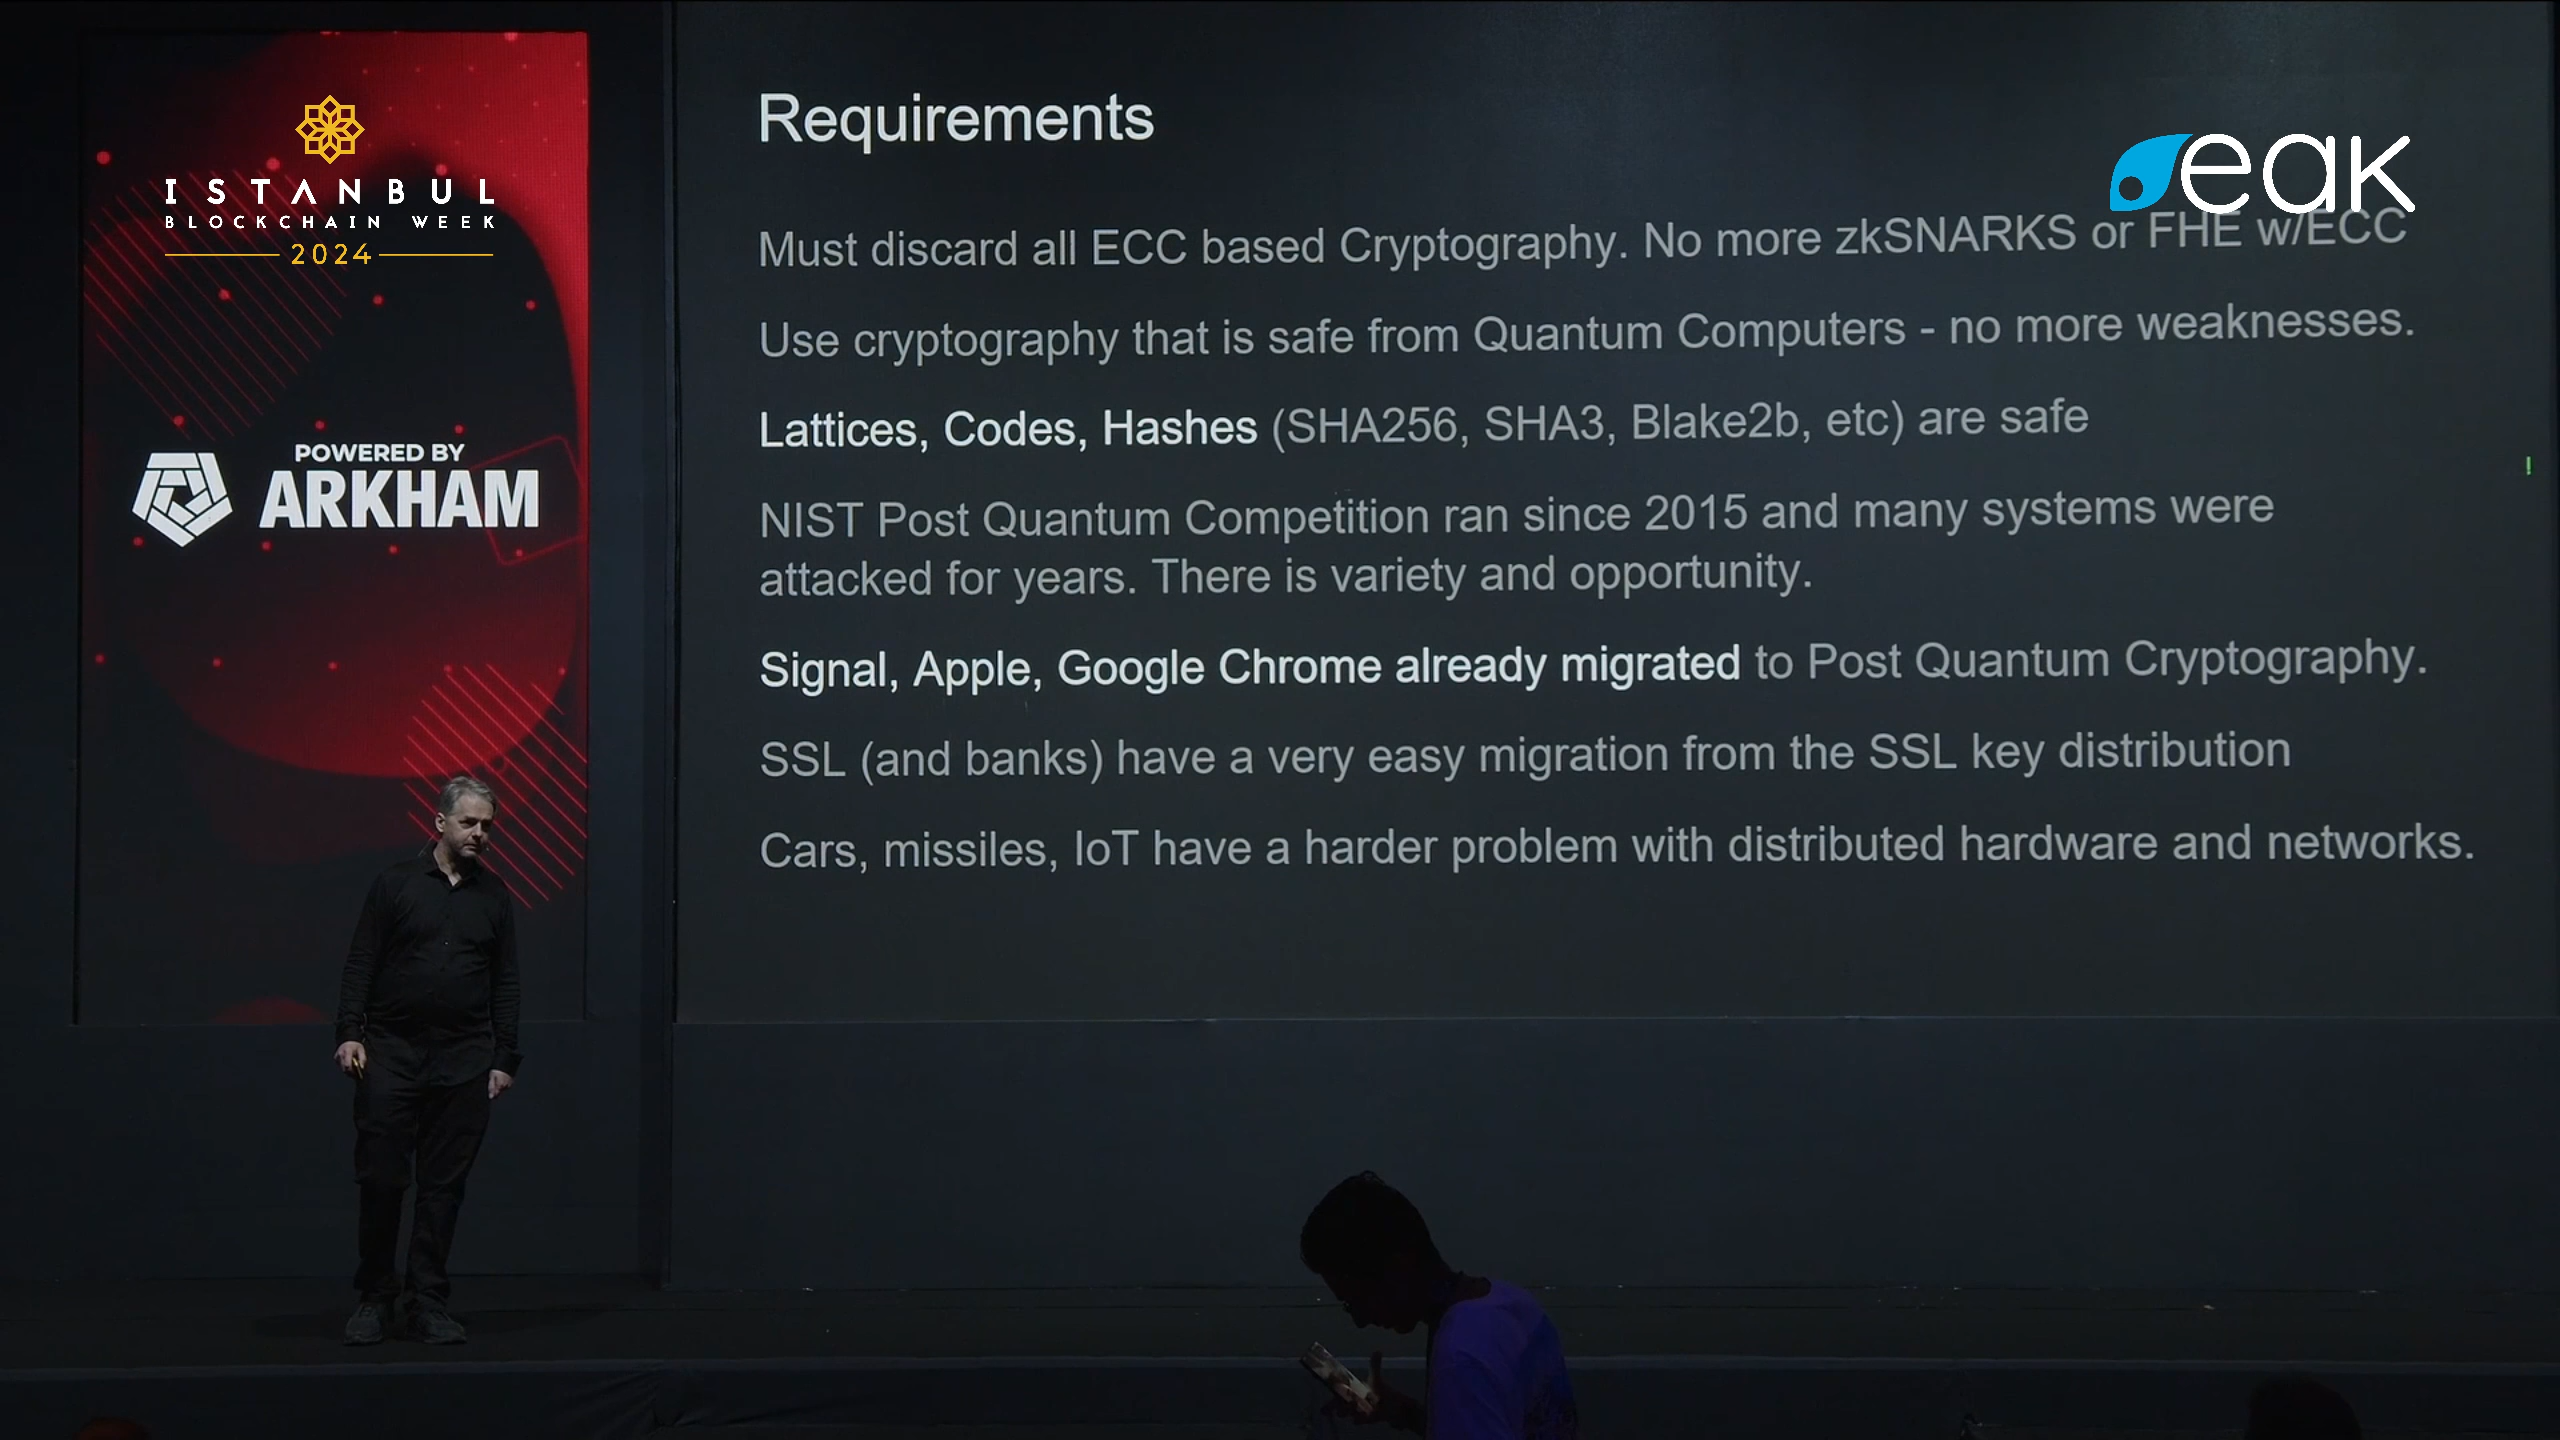 ISTANBUL
BLOCKCHAIN WEEK
2024
POWERED BY
ARKHAM
eak
Requirements
Must discard all ECC based Cryptography. No more zkSNARKS or FHE w/ECC
Use cryptography that is safe from Quantum Computers - no more weaknesses.
Lattices, Codes, Hashes (SHA256, SHA3, Blake2b, etc) are safe
NIST Post Quantum Competition ran since 2015 and many systems were
attacked for years. There is variety and opportunity.
Signal, Apple, Google Chrome already migrated to Post Quantum Cryptography.
SSL (and banks) have a very easy migration from the SSL key distribution
Cars, missiles, IoT have a harder problem with distributed hardware and networks.